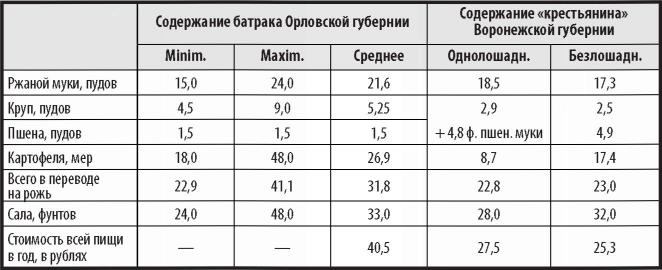 Содержание батрака Орловской губернии
Содержание «крестьянина»
Воронежской губернии
Minim. Maxim. Среднее Однолошадн. Безлошадн.
Ржаной муки, пудов 15,0 24,0 21,6 18,5 17,3
Круп, пудов 4,5 9,0 5,25 2,9 2,5
Пшена, пудов 1,5 1,5 1,5 + 4,8 ф. пшен. муки 4,9
Картофеля, мер 18,0 48,0 26,9 8,7 17,4
Всего в переводе
на рожь 22,9 41,1 31,8 22,8 23,0
Сала, фунтов 24,0 48,0 33,0 28,0 32,0
Стоимость всей пищи
в год, в рублях — — 40,5 27,5 25,3